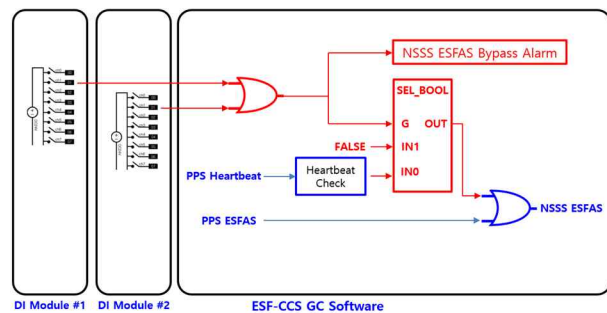 NSSS ESFAS Bypass Alarm
SEL_BOOL
G OUT
FALSE
IN1
PPS Heartbeat
Heartbeat
Check
IN0
PPS ESFAS
NSSS ESFAS
DI Module #1
DI Module #2
ESF-CCS GC Software